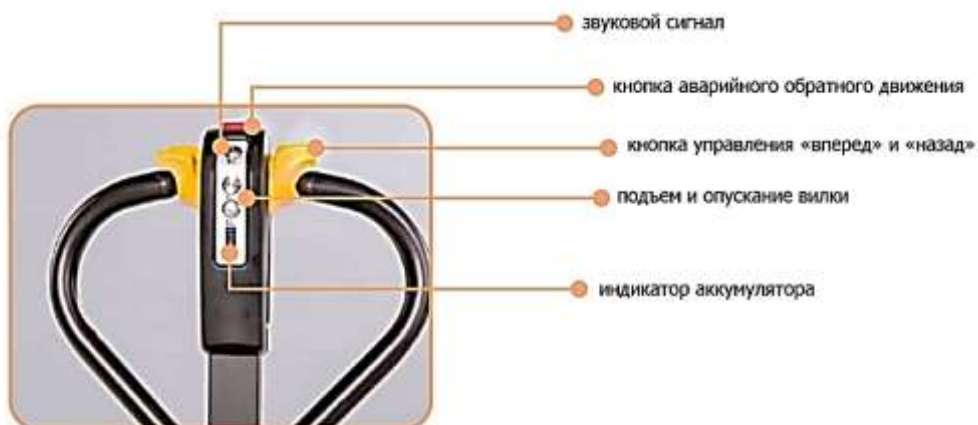 звуковой сигнал
кнопка аварийного обратного движения
кнопка управления «вперед» и «назад»
подъем и опускание вилки
индикатор аккумулятора